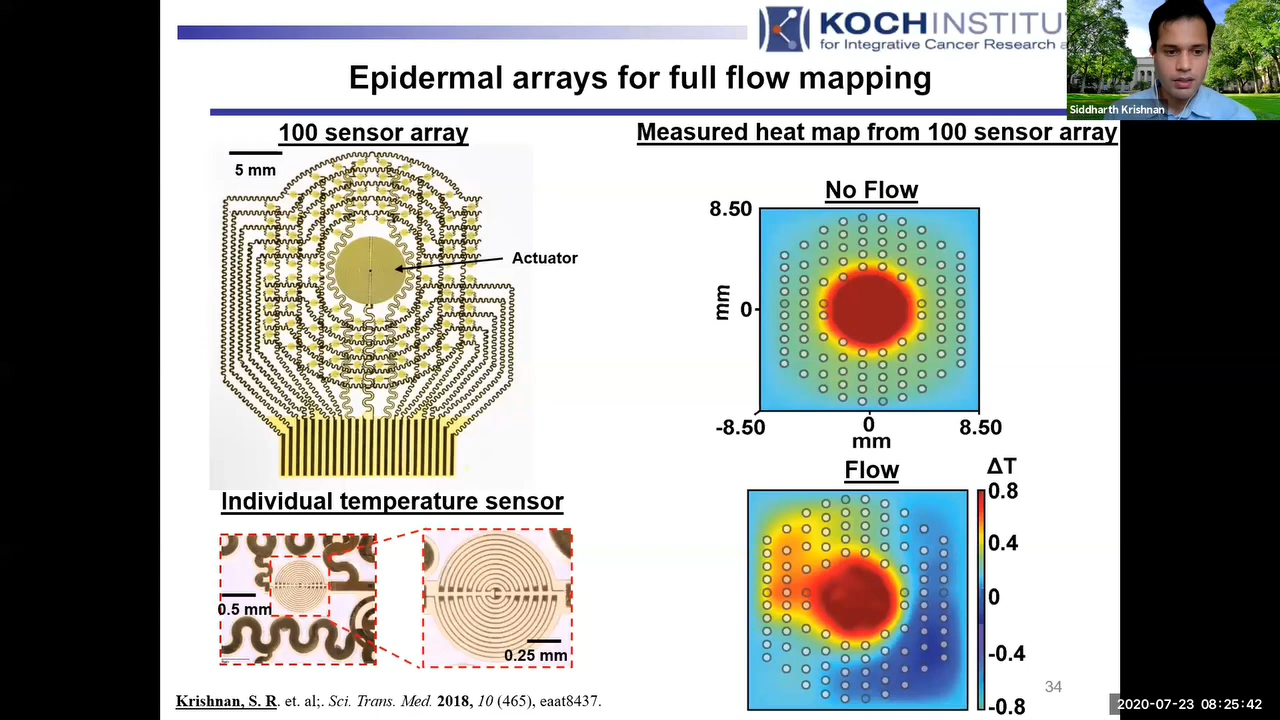 KOCH INSTITU
for Integrative Cancer Research
Siddharth Krishnan
Epidermal arrays for full flow mapping
100 sensor array
5 mm
Actuator
Individual temperature sensor
0.5 mm
0.25 mm
Measured heat map from 100 sensor array
No Flow
8.50
mm
0
-8.50
0
8.50
mm
Flow
ΔT
0.8
0.4
0
-0.4
-0.8
Krishnan, S. R. et. al;. Sci. Trans. Med. 2018, 10 (465), eaat8437.
34
2020-07-23 08:25:42